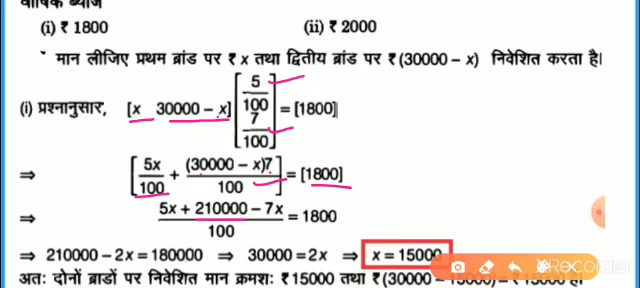 वार्षिक ब्याज
(i) ₹ 1800 (ii) ₹ 2000
मान लीजिए प्रथम ब्रांड पर ₹ x तथा द्वितीय ब्रांड पर ₹ (30000 – x) निवेशित करता है।
(i) प्रश्नानुसार, [x 30000 – x] [5/100 7/100] = [1800]
⇒ [5x/100 + (30000 – x)7/100] = [1800]
⇒ (5x + 210000 – 7x)/100 = 1800
⇒ 210000 – 2x = 180000 ⇒ 30000 = 2x ⇒ x = 15000
अतः दोनों ब्राडों पर निवेशित मान क्रमशः ₹ 15000 तथा ₹ (30000 –
Recorder